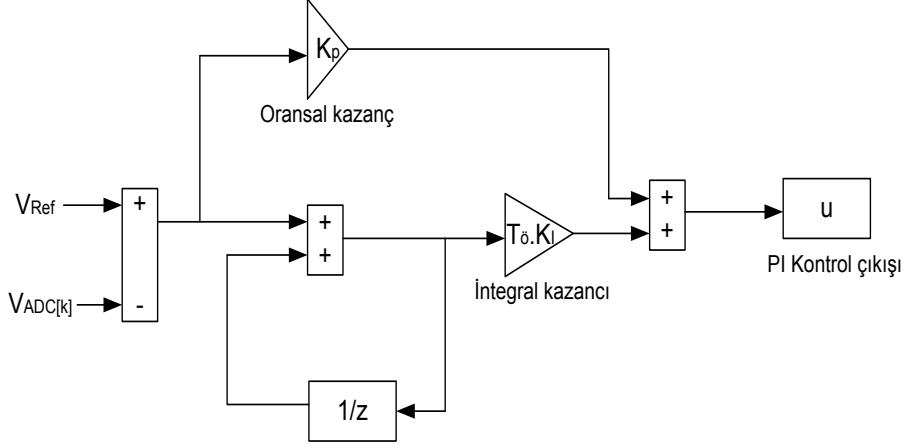 Kp
Oransal kazanç
VRef
+
+
+
Tö.KI
+
+
u
VADC[k]
-
İntegral kazancı
PI Kontrol çıkışı
1/z